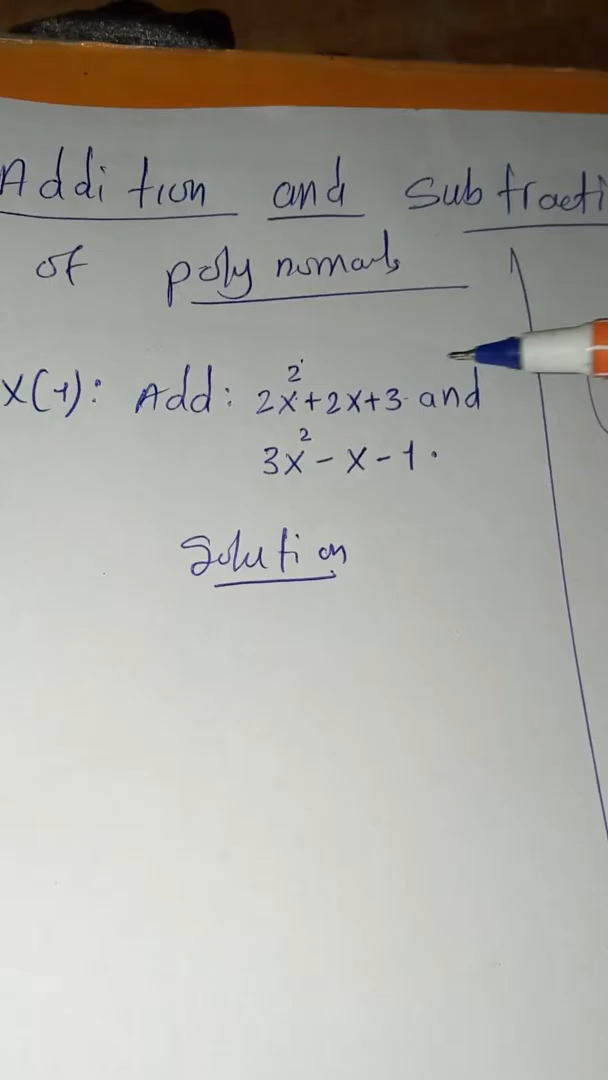 Addition and Subtracti
of polynomals
X(1): Add: 2x²+2x+3 and
3x² - x - 1.
Solution